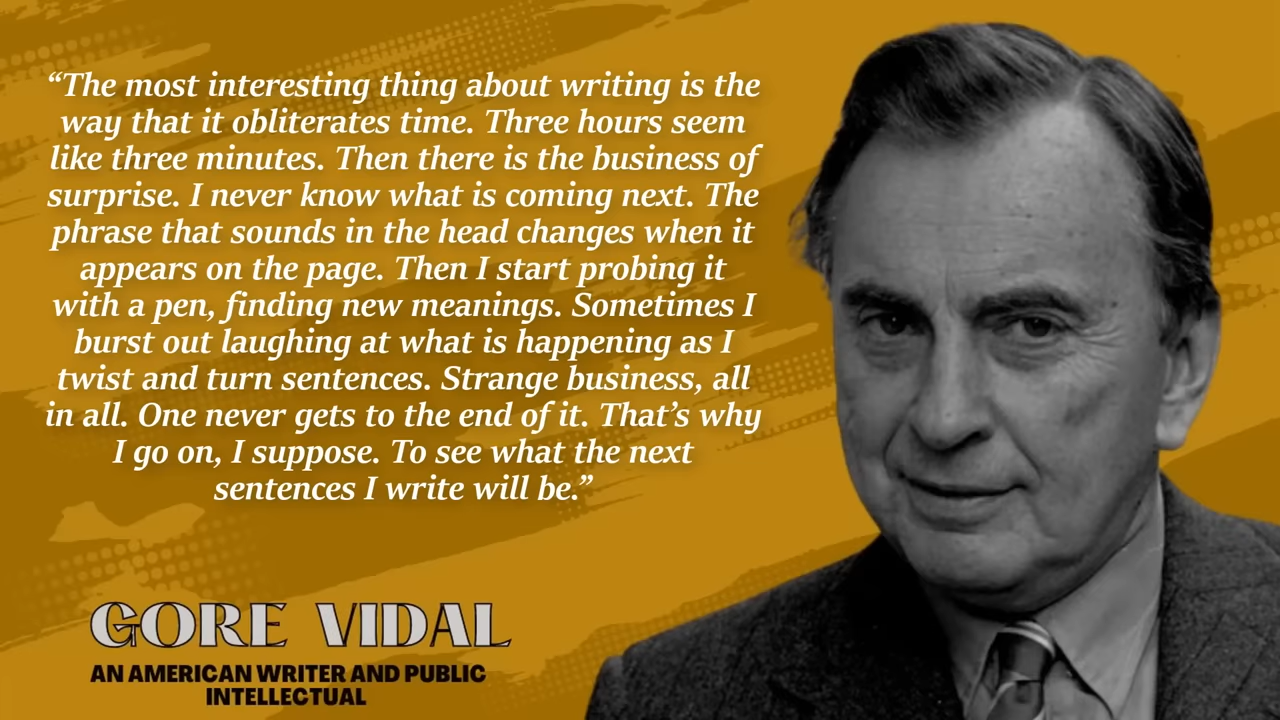 “The most interesting thing about writing is the
way that it obliterates time. Three hours seem
like three minutes. Then there is the business of
surprise. I never know what is coming next. The
phrase that sounds in the head changes when it
appears on the page. Then I start probing it
with a pen, finding new meanings. Sometimes I
burst out laughing at what is happening as I
twist and turn sentences. Strange business, all
in all. One never gets to the end of it. That’s why
I go on, I suppose. To see what the next
sentences I write will be.”
GORE VIDAL
AN AMERICAN WRITER AND PUBLIC
INTELLECTUAL